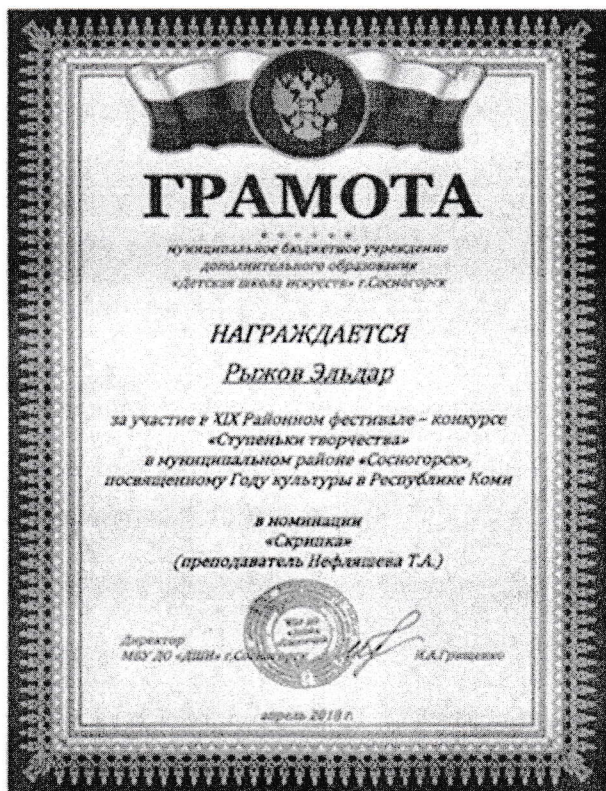 ГРАМОТА
муниципальное бюджетное учреждение
дополнительного образования
«Детская школа искусств» г.Сосногорск
НАГРАЖДАЕТСЯ
Рыжов Эльдар
за участие в XIX Районном фестивале – конкурсе
«Ступеньки творчества»
в муниципальном районе «Сосногорск»,
посвященному Году культуры в Республике Коми
в номинации
«Скрипка»
(преподаватель Нефляшева Т.А.)
Директор
МБУ ДО «ДШИ» г.Сосногорск И.А.Грищенко
апрель 2018 г.